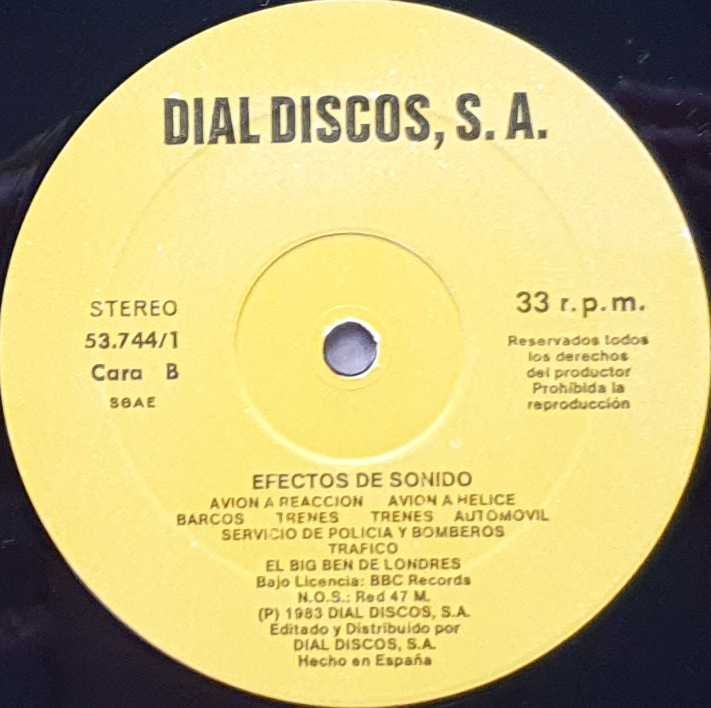 DIAL DISCOS, S. A.
STEREO
53.744/1
Cara B
SGAE
33 r.p.m.
Reservados todos
los derechos
del productor
Prohibida la
reproducción
EFECTOS DE SONIDO
AVION A REACCION AVION A HELICE
BARCOS TRENES TRENES AUTOMOVIL
SERVICIO DE POLICIA Y BOMBEROS
TRAFICO
EL BIG BEN DE LONDRES
Bajo Licencia: BBC Records
N.O.S.: Red 47 M.
(P) 1983 DIAL DISCOS, S.A.
Editado y Distribuido por
DIAL DISCOS, S.A.
Hecho en España